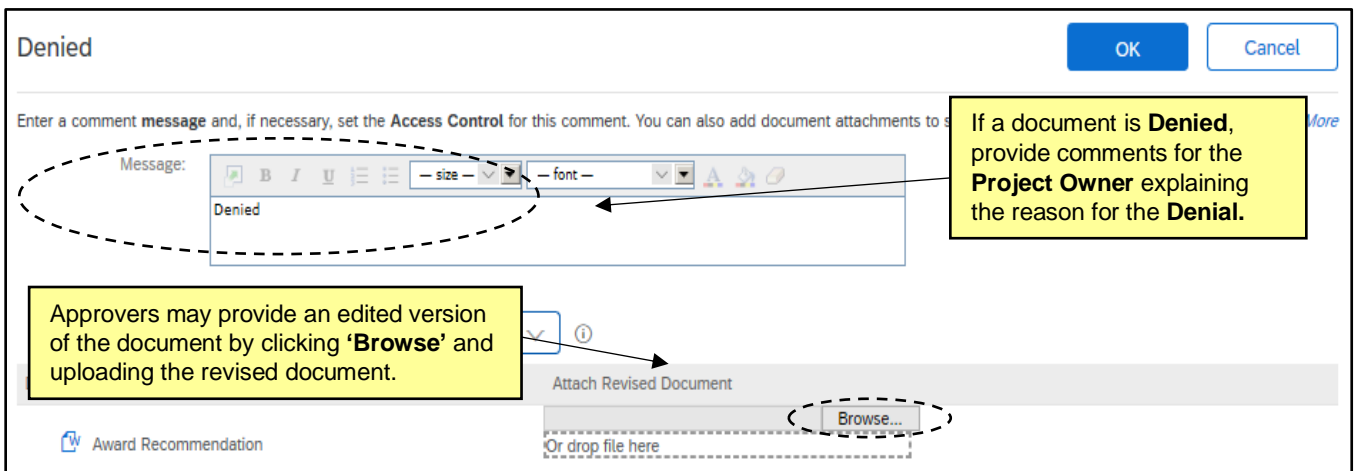 Denied
OK
Cancel
Enter a comment message and, if necessary, set the Access Control for this comment. You can also add document attachments to
More
If a document is Denied,
provide comments for the
Project Owner explaining
the reason for the Denial.
Message:
B I U — size — — font — A
Denied
Approvers may provide an edited version
of the document by clicking ‘Browse’ and
uploading the revised document.
Attach Revised Document
Browse...
W Award Recommendation
Or drop file here